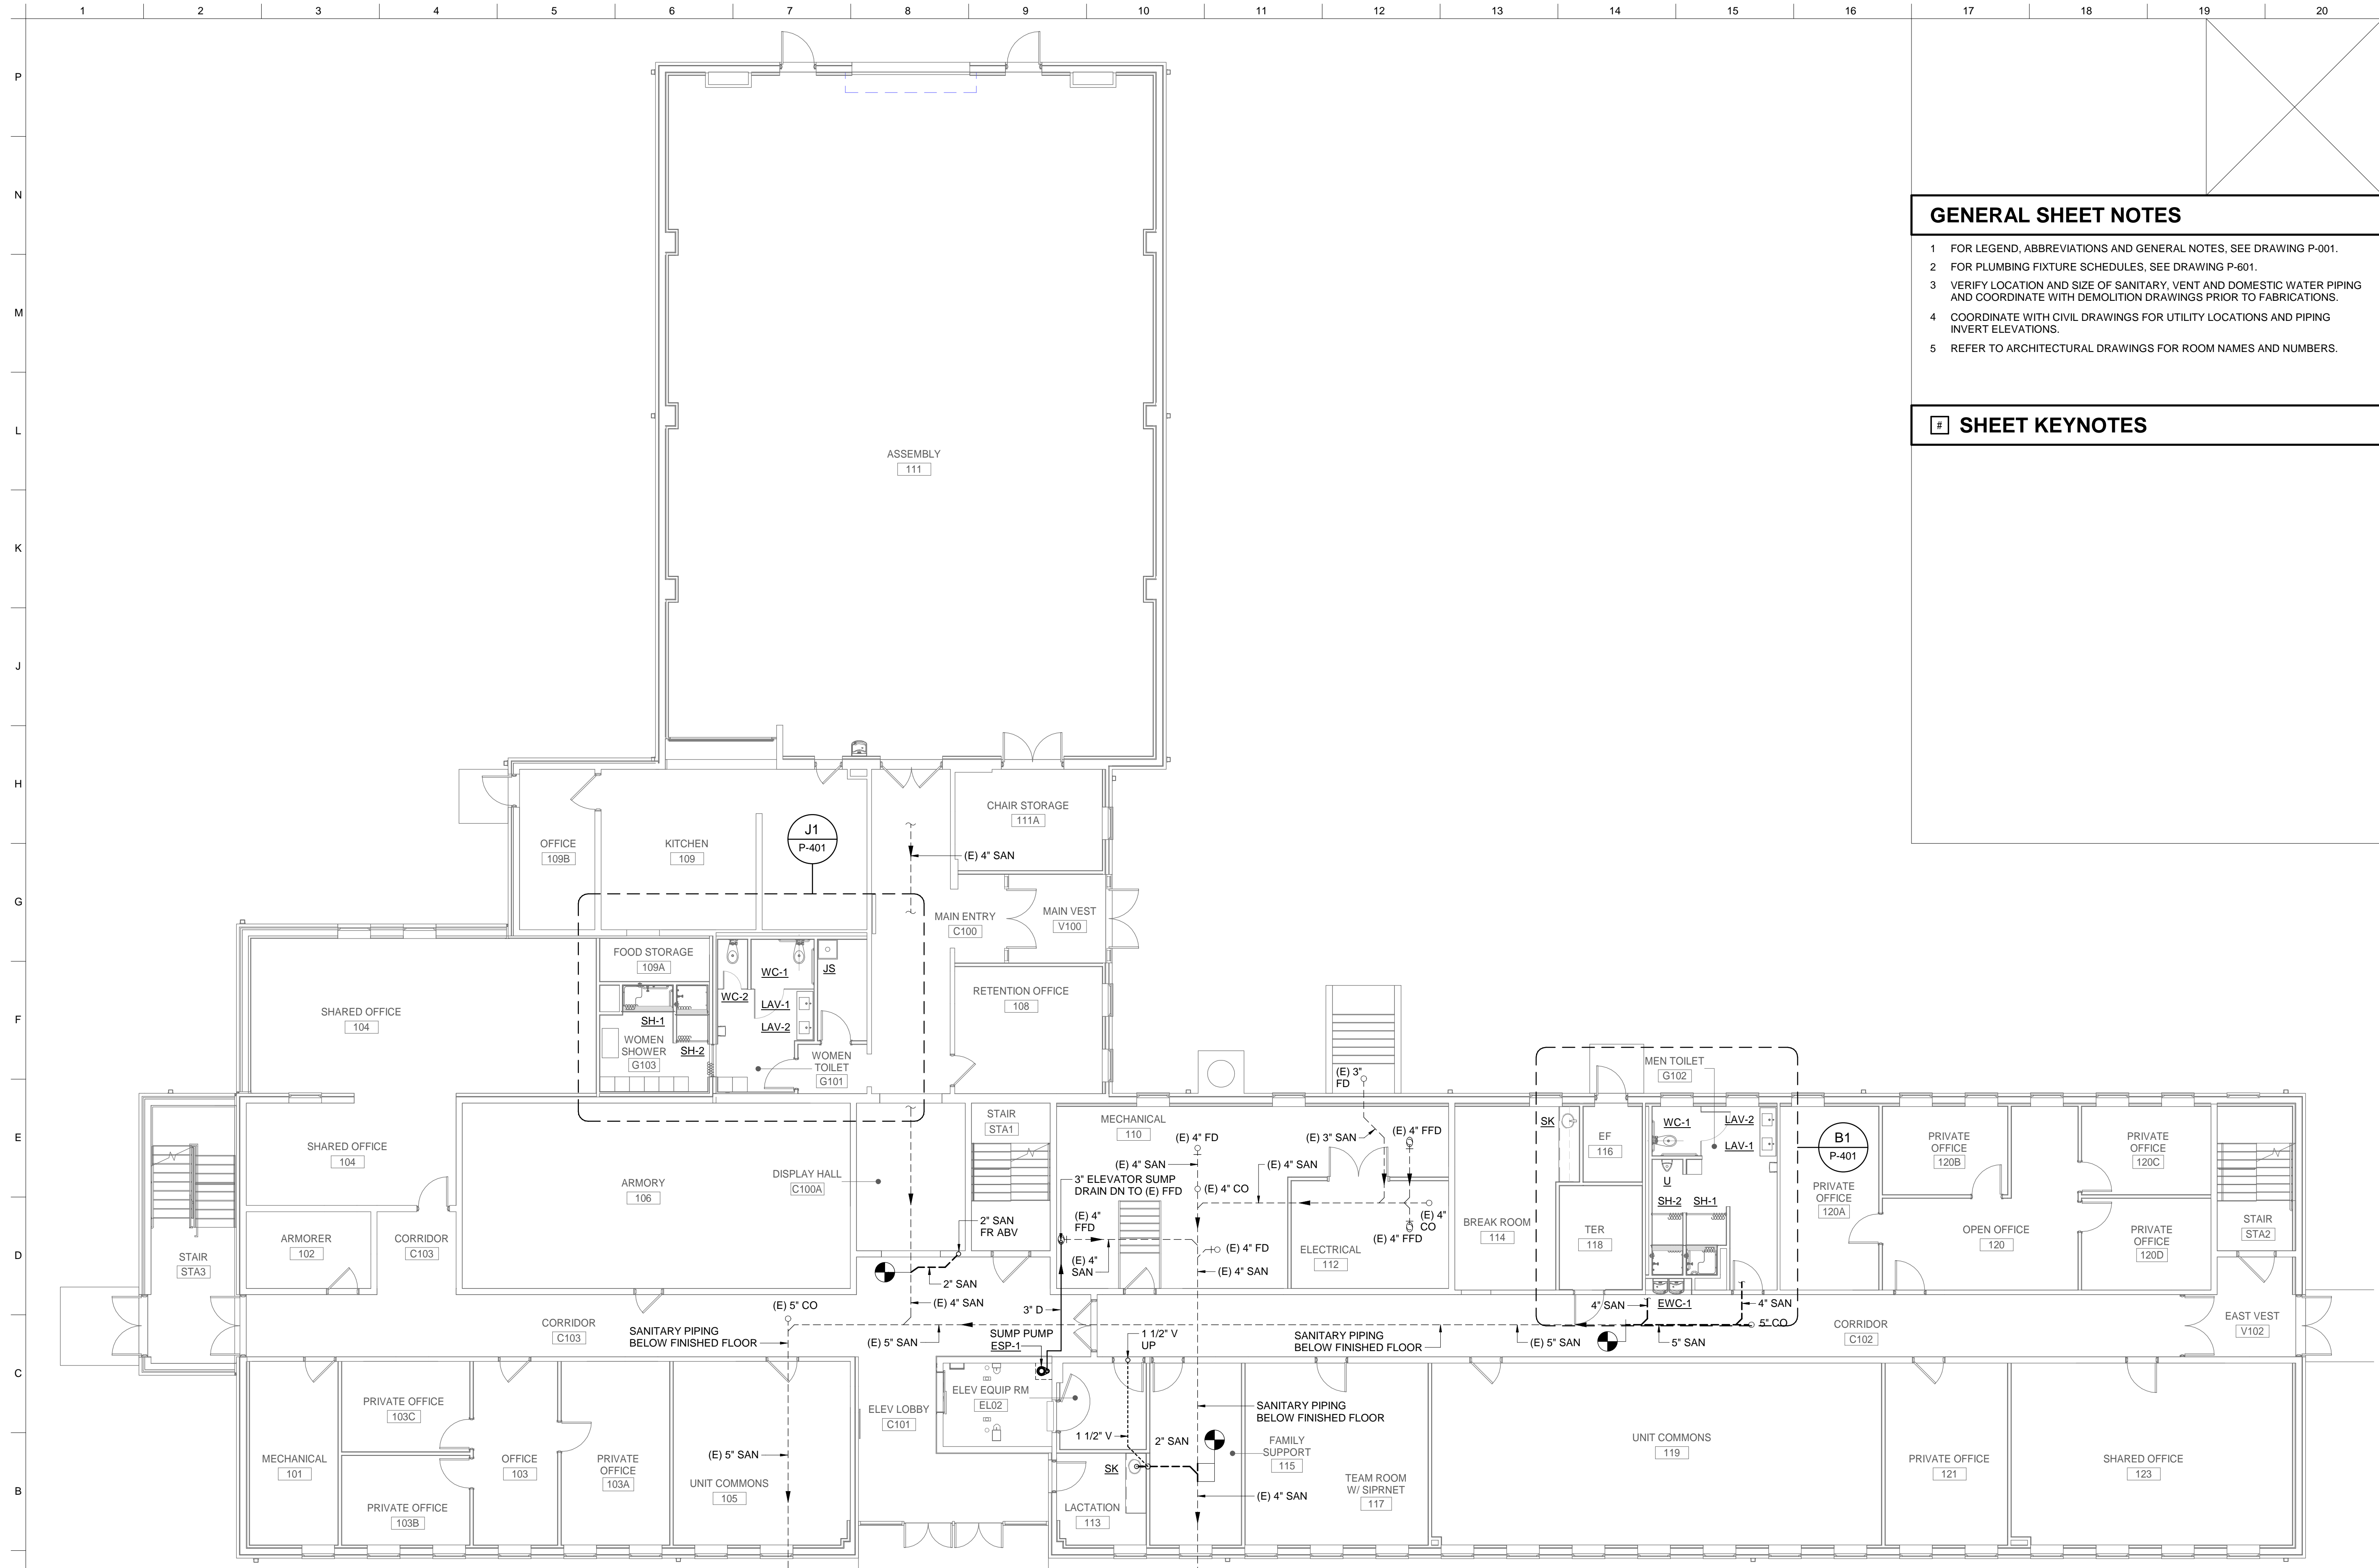 1 2 3 4 5 6 7 8 9 10 11 12 13 14 15 16 17 18 19 20
P
N
M
L
K
J
H
G
F
E
D
C
B
GENERAL SHEET NOTES
1 FOR LEGEND, ABBREVIATIONS AND GENERAL NOTES, SEE DRAWING P-001.
2 FOR PLUMBING FIXTURE SCHEDULES, SEE DRAWING P-601.
3 VERIFY LOCATION AND SIZE OF SANITARY, VENT AND DOMESTIC WATER PIPING
AND COORDINATE WITH DEMOLITION DRAWINGS PRIOR TO FABRICATIONS.
4 COORDINATE WITH CIVIL DRAWINGS FOR UTILITY LOCATIONS AND PIPING
INVERT ELEVATIONS.
5 REFER TO ARCHITECTURAL DRAWINGS FOR ROOM NAMES AND NUMBERS.
# SHEET KEYNOTES
ASSEMBLY
111
CHAIR STORAGE
111A
J1
P-401
OFFICE
109B
KITCHEN
109
(E) 4" SAN
MAIN ENTRY
C100
MAIN VEST
V100
FOOD STORAGE
109A
WC-1
JS
WC-2
LAV-1
LAV-2
SH-1
SH-2
WOMEN
SHOWER
G103
WOMEN
TOILET
G101
RETENTION OFFICE
108
SHARED OFFICE
104
SHARED OFFICE
104
STAIR
STA3
ARMORER
102
CORRIDOR
C103
ARMORY
106
DISPLAY HALL
C100A
STAIR
STA1
MECHANICAL
110
(E) 4" FD
(E) 4" SAN
(E) 4" CO
3" ELEVATOR SUMP
DRAIN DN TO (E) FFD
(E) 4"
FFD
(E) 4"
SAN
(E) 4" FD
(E) 4" SAN
(E) 3"
FD
(E) 3" SAN
(E) 4" FFD
(E) 4" SAN
(E) 4"
CO
(E) 4" FFD
ELECTRICAL
112
BREAK ROOM
114
SK
EF
116
TER
118
MEN TOILET
G102
WC-1
LAV-2
LAV-1
U
SH-2
SH-1
B1
P-401
PRIVATE
OFFICE
120A
PRIVATE
OFFICE
120B
PRIVATE
OFFICE
120C
OPEN OFFICE
120
PRIVATE
OFFICE
120D
STAIR
STA2
2" SAN
FR ABV
2" SAN
(E) 4" SAN
(E) 5" CO
CORRIDOR
C103
SANITARY PIPING
BELOW FINISHED FLOOR
(E) 5" SAN
3" D
SUMP PUMP
ESP-1
1 1/2" V
UP
SANITARY PIPING
BELOW FINISHED FLOOR
(E) 5" SAN
4" SAN
EWC-1
4" SAN
5" CO
5" SAN
CORRIDOR
C102
EAST VEST
V102
MECHANICAL
101
PRIVATE OFFICE
103C
PRIVATE OFFICE
103B
OFFICE
103
PRIVATE
OFFICE
103A
UNIT COMMONS
105
(E) 5" SAN
ELEV LOBBY
C101
ELEV EQUIP RM
EL02
1 1/2" V
2" SAN
SK
LACTATION
113
SANITARY PIPING
BELOW FINISHED FLOOR
FAMILY
SUPPORT
115
(E) 4" SAN
TEAM ROOM
W/ SIPRNET
117
UNIT COMMONS
119
PRIVATE OFFICE
121
SHARED OFFICE
123